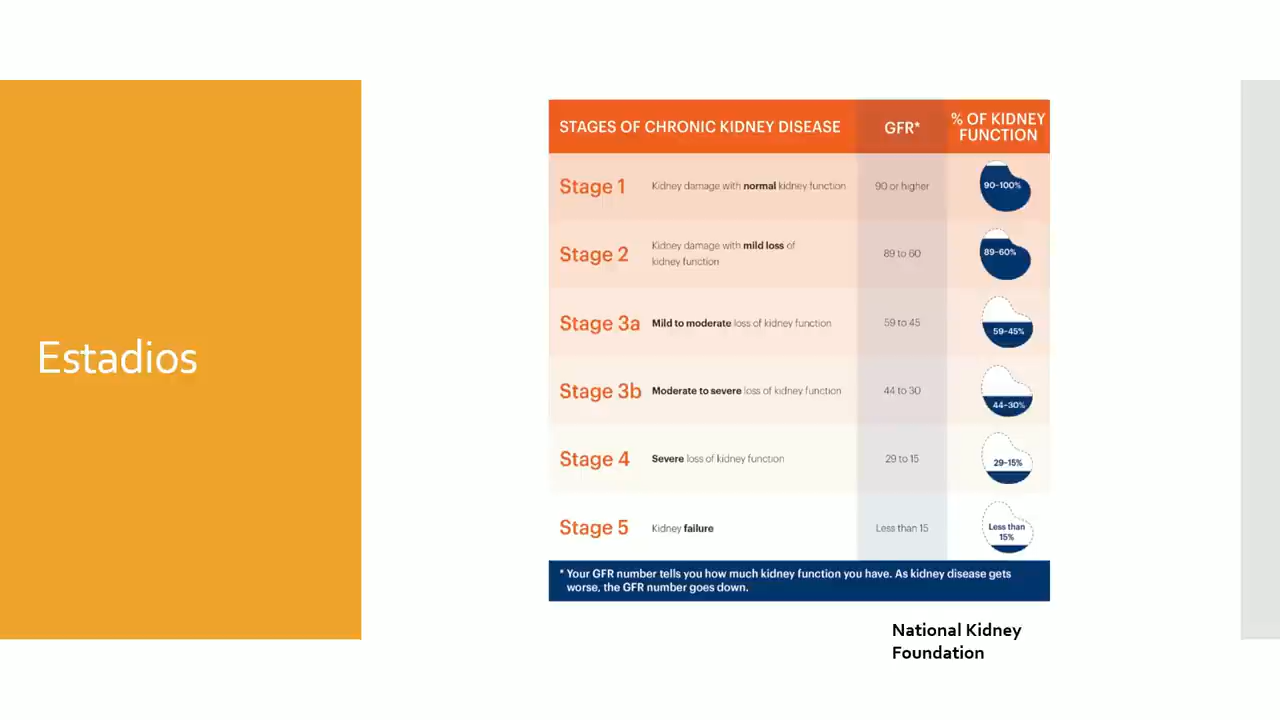 Estadios
STAGES OF CHRONIC KIDNEY DISEASE
GFR*
% OF KIDNEY
FUNCTION
Stage 1
Kidney damage with normal kidney function
90 or higher
90–100%
Stage 2
Kidney damage with mild loss of
kidney function
89 to 60
89–60%
Stage 3a
Mild to moderate loss of kidney function
59 to 45
59–45%
Stage 3b
Moderate to severe loss of kidney function
44 to 30
44–30%
Stage 4
Severe loss of kidney function
29 to 15
29–15%
Stage 5
Kidney failure
Less than 15
Less than
15%
* Your GFR number tells you how much kidney function you have. As kidney disease gets
worse, the GFR number goes down.
National Kidney
Foundation